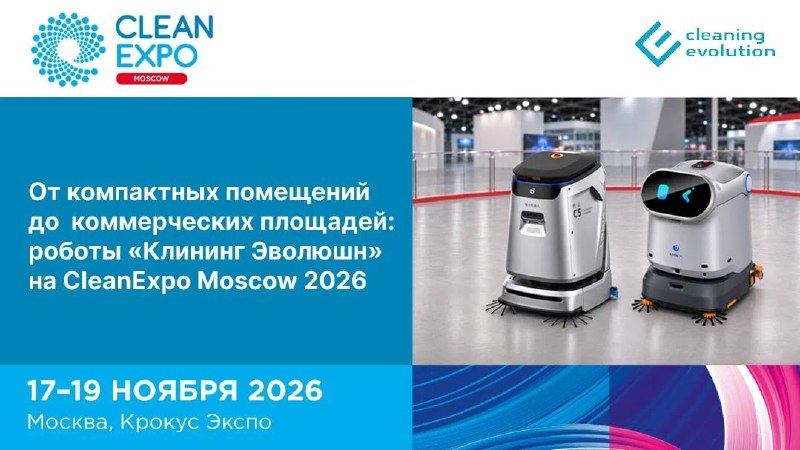 CLEAN
EXPO
MOSCOW
cleaning
evolution
От компактных помещений
до коммерческих площадей:
роботы «Клининг Эволюшн»
на CleanExpo Moscow 2026
C5
17–19 НОЯБРЯ 2026
Москва, Крокус Экспо